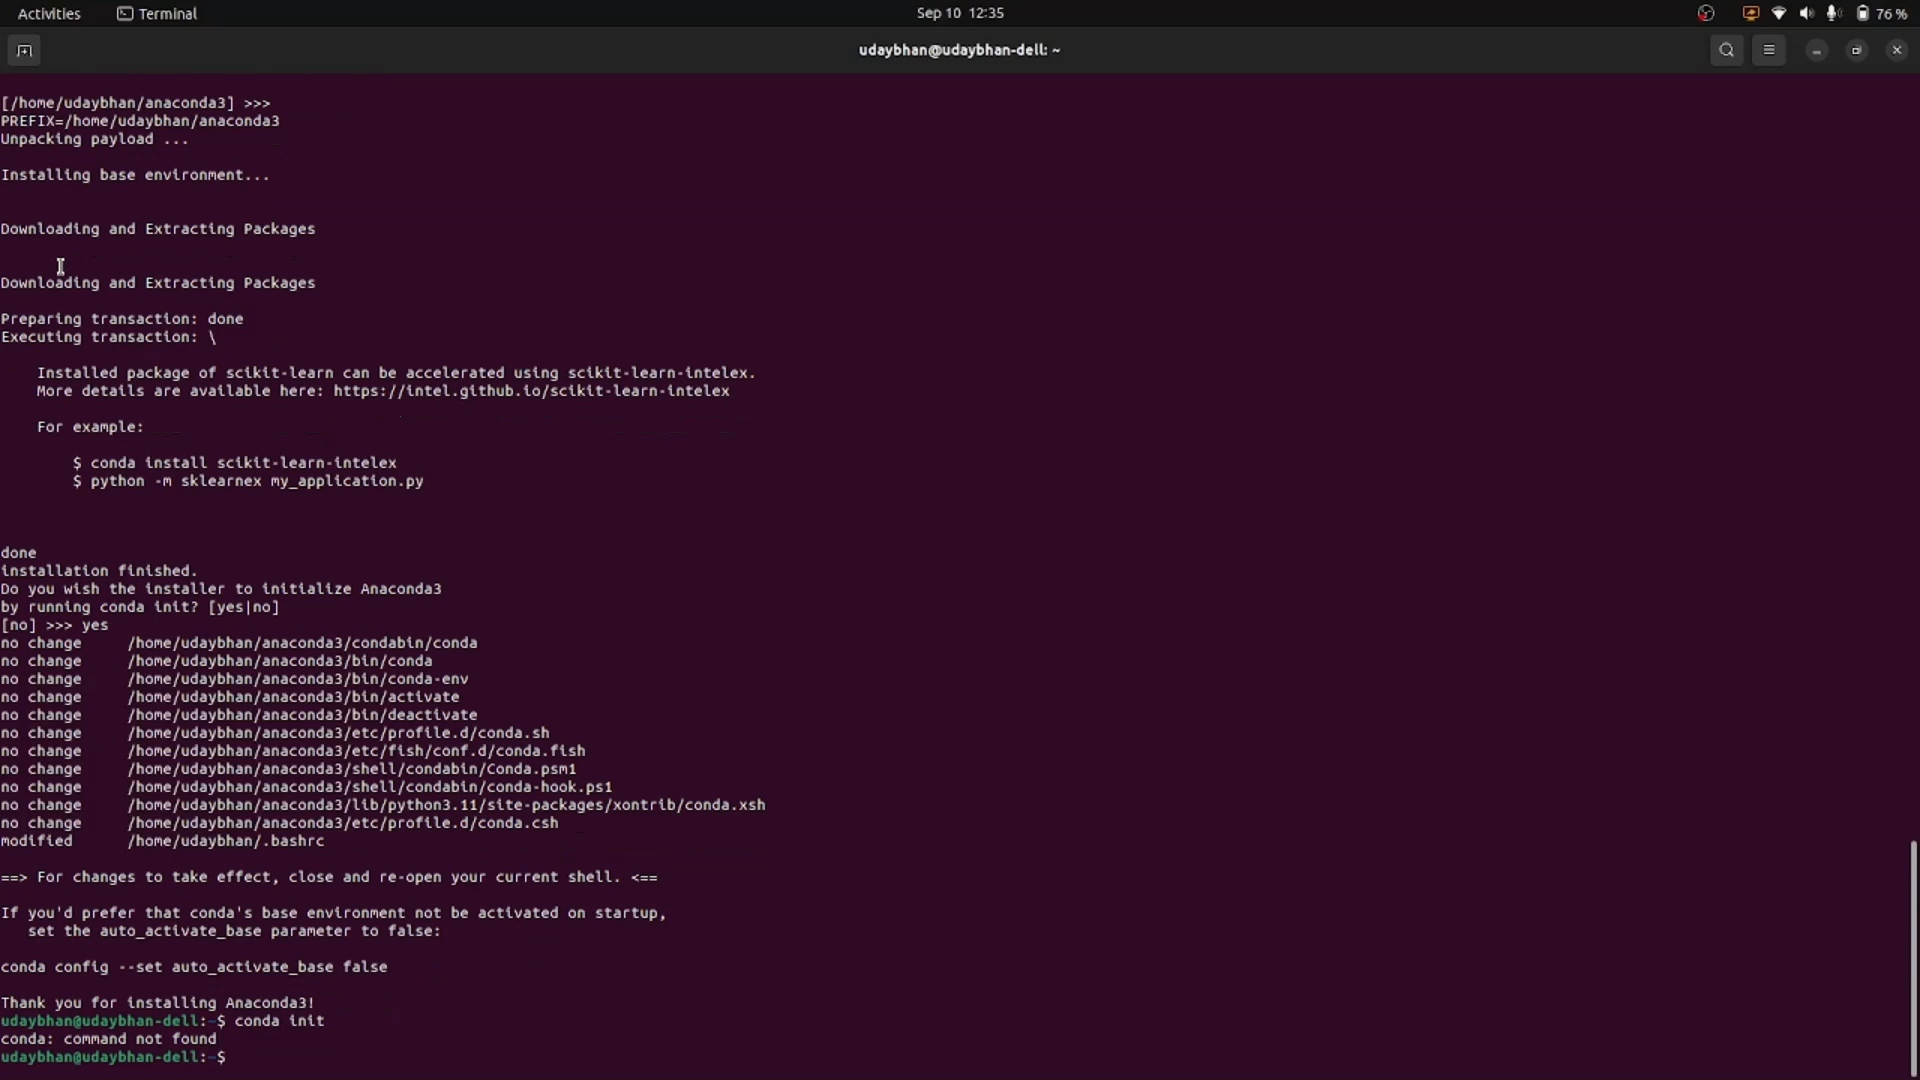 Activities Terminal Sep 10 12:35 76 %
udaybhan@udaybhan-dell: ~
[/home/udaybhan/anaconda3] >>>
PREFIX=/home/udaybhan/anaconda3
Unpacking payload ...
Installing base environment...
Downloading and Extracting Packages
Downloading and Extracting Packages
Preparing transaction: done
Executing transaction: \
Installed package of scikit-learn can be accelerated using scikit-learn-intelex.
More details are available here: https://intel.github.io/scikit-learn-intelex
For example:
$ conda install scikit-learn-intelex
$ python -m sklearnex my_application.py
done
installation finished.
Do you wish the installer to initialize Anaconda3
by running conda init? [yes|no]
[no] >>> yes
no change     /home/udaybhan/anaconda3/condabin/conda
no change     /home/udaybhan/anaconda3/bin/conda
no change     /home/udaybhan/anaconda3/bin/conda-env
no change     /home/udaybhan/anaconda3/bin/activate
no change     /home/udaybhan/anaconda3/bin/deactivate
no change     /home/udaybhan/anaconda3/etc/profile.d/conda.sh
no change     /home/udaybhan/anaconda3/etc/fish/conf.d/conda.fish
no change     /home/udaybhan/anaconda3/shell/condabin/Conda.psm1
no change     /home/udaybhan/anaconda3/shell/condabin/conda-hook.ps1
no change     /home/udaybhan/anaconda3/lib/python3.11/site-packages/xontrib/conda.xsh
no change     /home/udaybhan/anaconda3/etc/profile.d/conda.csh
modified      /home/udaybhan/.bashrc
==> For changes to take effect, close and re-open your current shell. <==
If you'd prefer that conda's base environment not be activated on startup,
set the auto_activate_base parameter to false:
conda config --set auto_activate_base false
Thank you for installing Anaconda3!
udaybhan@udaybhan-dell:~$ conda init
conda: command not found
udaybhan@udaybhan-dell:~$